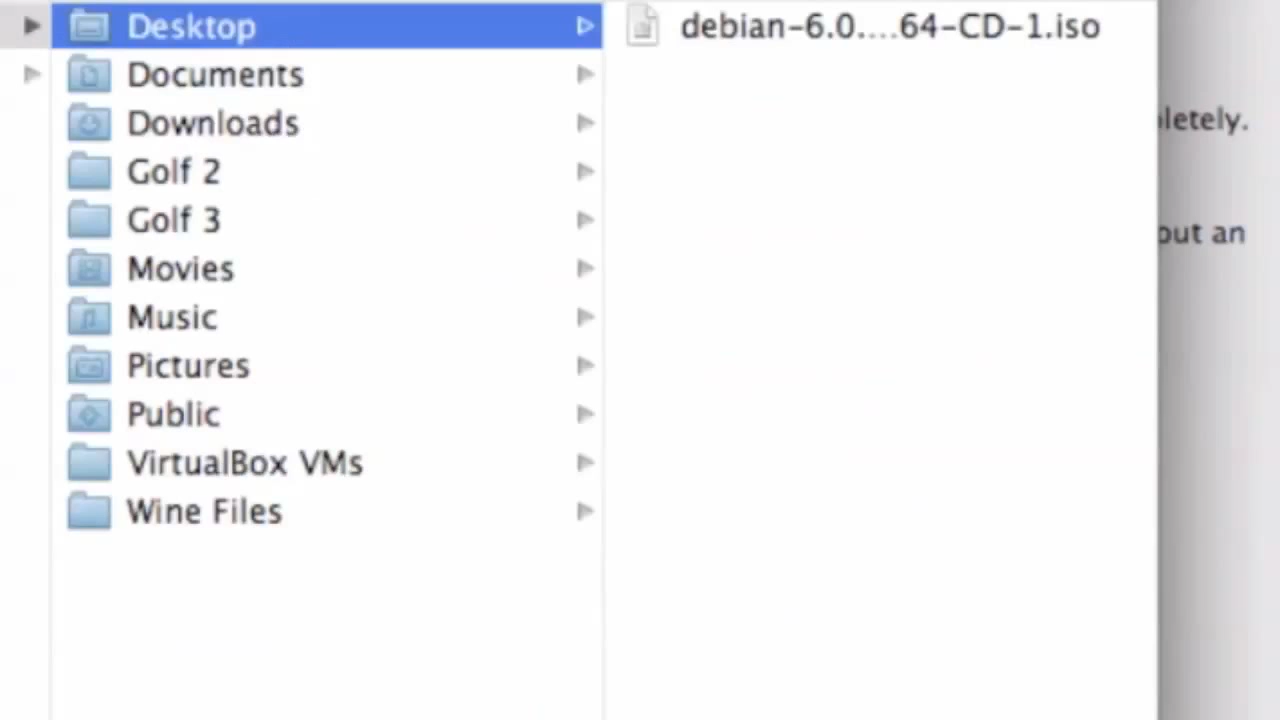 Desktop
Documents
Downloads
Golf 2
Golf 3
Movies
Music
Pictures
Public
VirtualBox VMs
Wine Files
debian-6.0....64-CD-1.iso
an